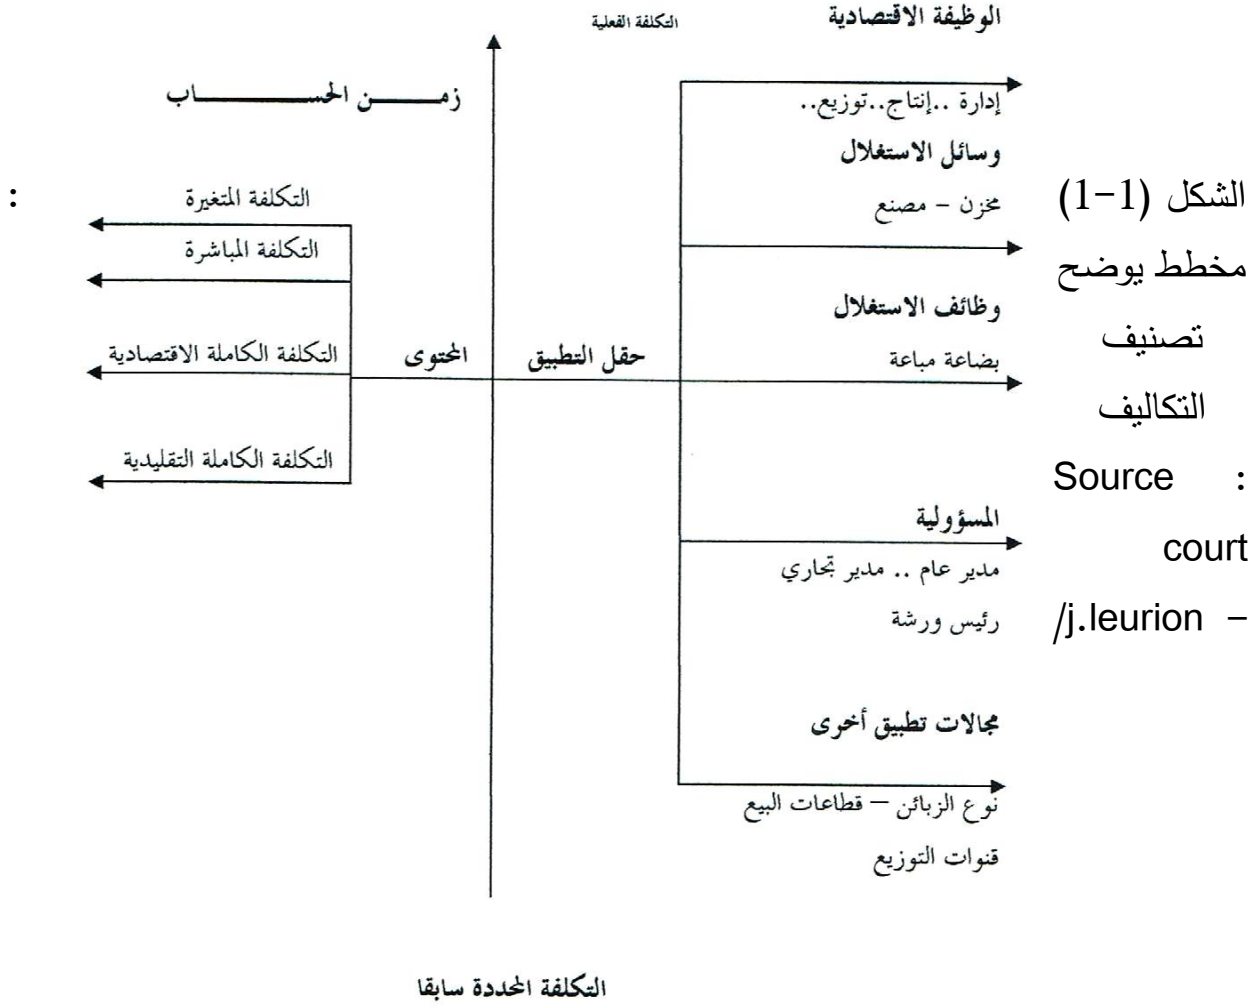 الوظيفة الاقتصادية
التكلفة الفعلية
زمـــــن الحســـــــــاب
إدارة ..إنتاج..توزيع..
وسائل الاستغلال
مخزن – مصنع
وظائف الاستغلال
بضاعة مباعة
المسؤولية
مدير عام .. مدير تجاري
رئيس ورشة
مجالات تطبيق أخرى
نوع الزبائن – قطاعات البيع
قنوات التوزيع
حقل التطبيق
المحتوى
التكلفة المتغيرة
التكلفة المباشرة
التكلفة الكاملة الاقتصادية
التكلفة الكاملة التقليدية
التكلفة المحددة سابقا
الشكل (1-1) :
مخطط يوضح
تصنيف
التكاليف
Source :
court
/j.leurion –